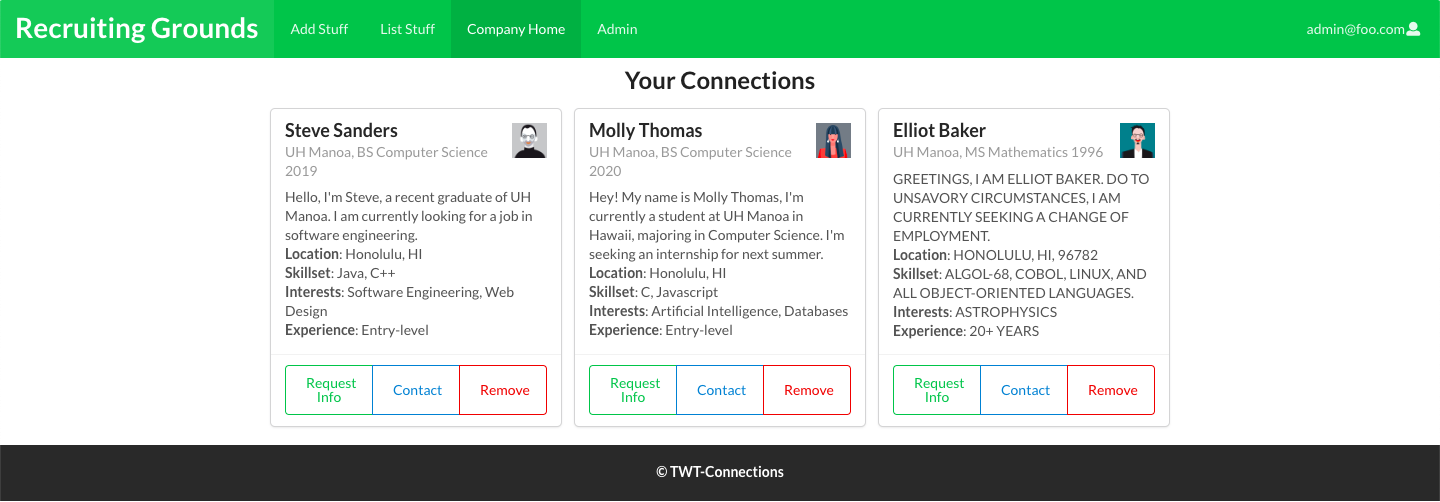 Recruiting Grounds Add Stuff List Stuff Company Home Admin admin@foo.com
Your Connections
Steve Sanders
UH Manoa, BS Computer Science
2019
Hello, I'm Steve, a recent graduate of UH
Manoa. I am currently looking for a job in
software engineering.
Location: Honolulu, HI
Skillset: Java, C++
Interests: Software Engineering, Web
Design
Experience: Entry-level
Request
Info
Contact
Remove
Molly Thomas
UH Manoa, BS Computer Science
2020
Hey! My name is Molly Thomas, I'm
currently a student at UH Manoa in
Hawaii, majoring in Computer Science. I'm
seeking an internship for next summer.
Location: Honolulu, HI
Skillset: C, Javascript
Interests: Artificial Intelligence, Databases
Experience: Entry-level
Request
Info
Contact
Remove
Elliot Baker
UH Manoa, MS Mathematics 1996
GREETINGS, I AM ELLIOT BAKER. DO TO
UNSAVORY CIRCUMSTANCES, I AM
CURRENTLY SEEKING A CHANGE OF
EMPLOYMENT.
Location: HONOLULU, HI, 96782
Skillset: ALGOL-68, COBOL, LINUX, AND
ALL OBJECT-ORIENTED LANGUAGES.
Interests: ASTROPHYSICS
Experience: 20+ YEARS
Request
Info
Contact
Remove
© TWT-Connections